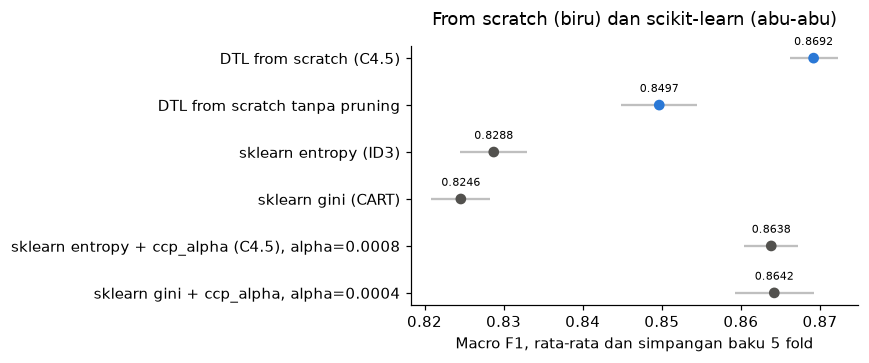 From scratch (biru) dan scikit-learn (abu-abu)
DTL from scratch (C4.5)
0.8692
DTL from scratch tanpa pruning
0.8497
sklearn entropy (ID3)
0.8288
sklearn gini (CART)
0.8246
sklearn entropy + ccp_alpha (C4.5), alpha=0.0008
0.8638
sklearn gini + ccp_alpha, alpha=0.0004
0.8642
0.82 0.83 0.84 0.85 0.86 0.87
Macro F1, rata-rata dan simpangan baku 5 fold